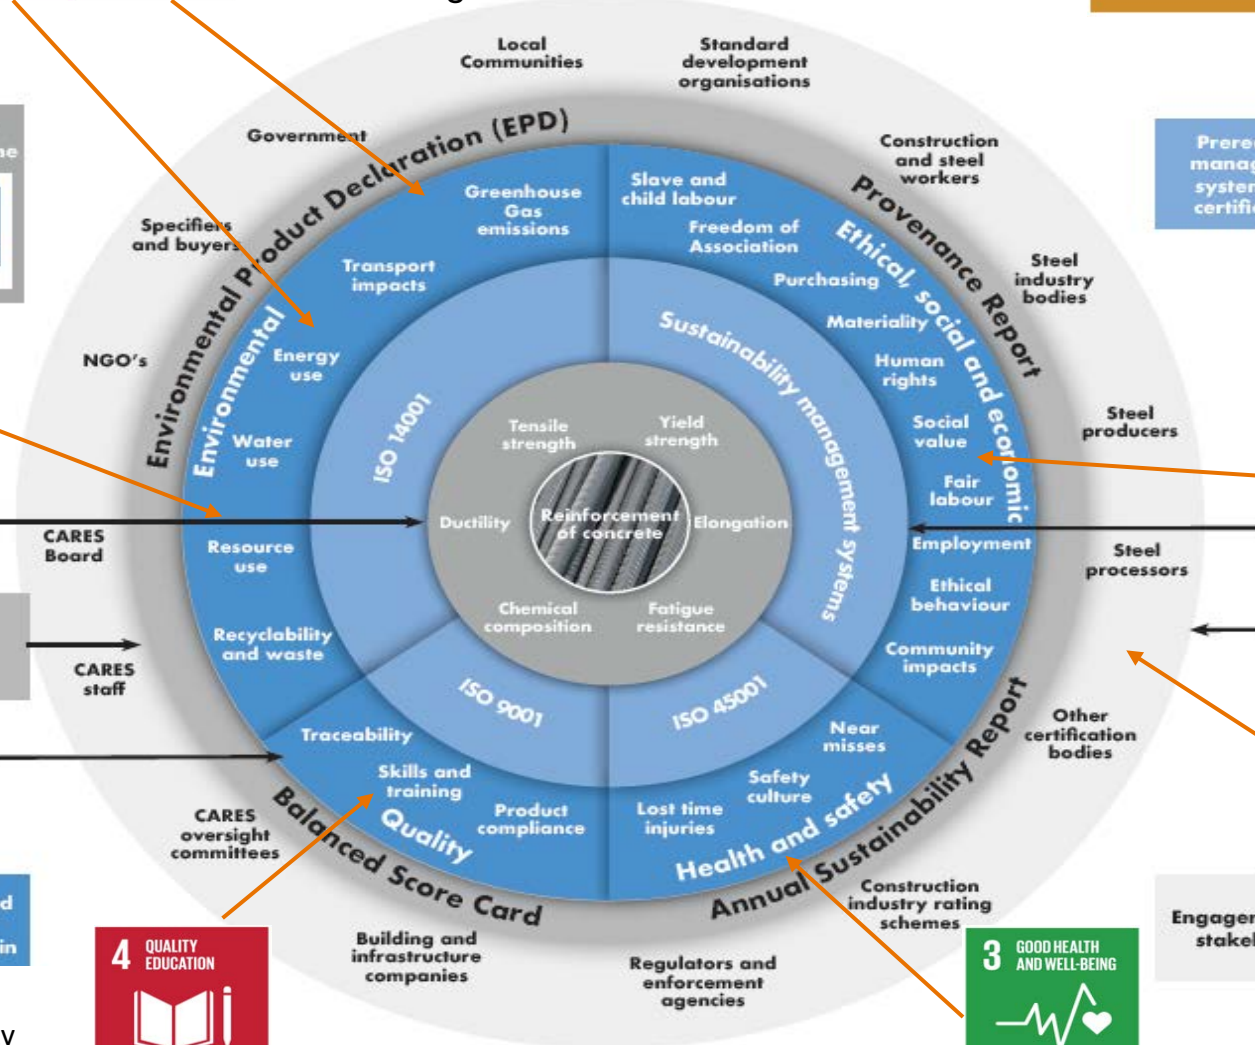 Local
Communities
Standard
development
organisations
Government
Construction
and steel
workers
Specifiers
and buyers
Steel
industry
bodies
NGO's
Steel
producers
CARES
Board
Steel
processors
CARES
staff
Other
certification
bodies
CARES
oversight
committees
Construction
industry rating
schemes
Building and
infrastructure
companies
Regulators and
enforcement
agencies
Environmental Product Declaration (EPD)
Provenance Report
Balanced Score Card
Annual Sustainability Report
Environmental
Greenhouse
Gas
emissions
Transport
impacts
Energy
use
Water
use
Resource
use
Recyclability
and waste
Ethical, social and economic
Slave and
child labour
Freedom of
Association
Purchasing
Materiality
Human
rights
Social
value
Fair
labour
Employment
Ethical
behaviour
Community
impacts
Quality
Traceability
Skills and
training
Product
compliance
Health and safety
Near
misses
Safety
culture
Lost time
injuries
ISO 14001
Sustainability management systems
ISO 9001
ISO 45001
Tensile
strength
Yield
strength
Ductility
Reinforcement
of concrete
Elongation
Chemical
composition
Fatigue
resistance
4 QUALITY
EDUCATION
3 GOOD HEALTH
AND WELL-BEING